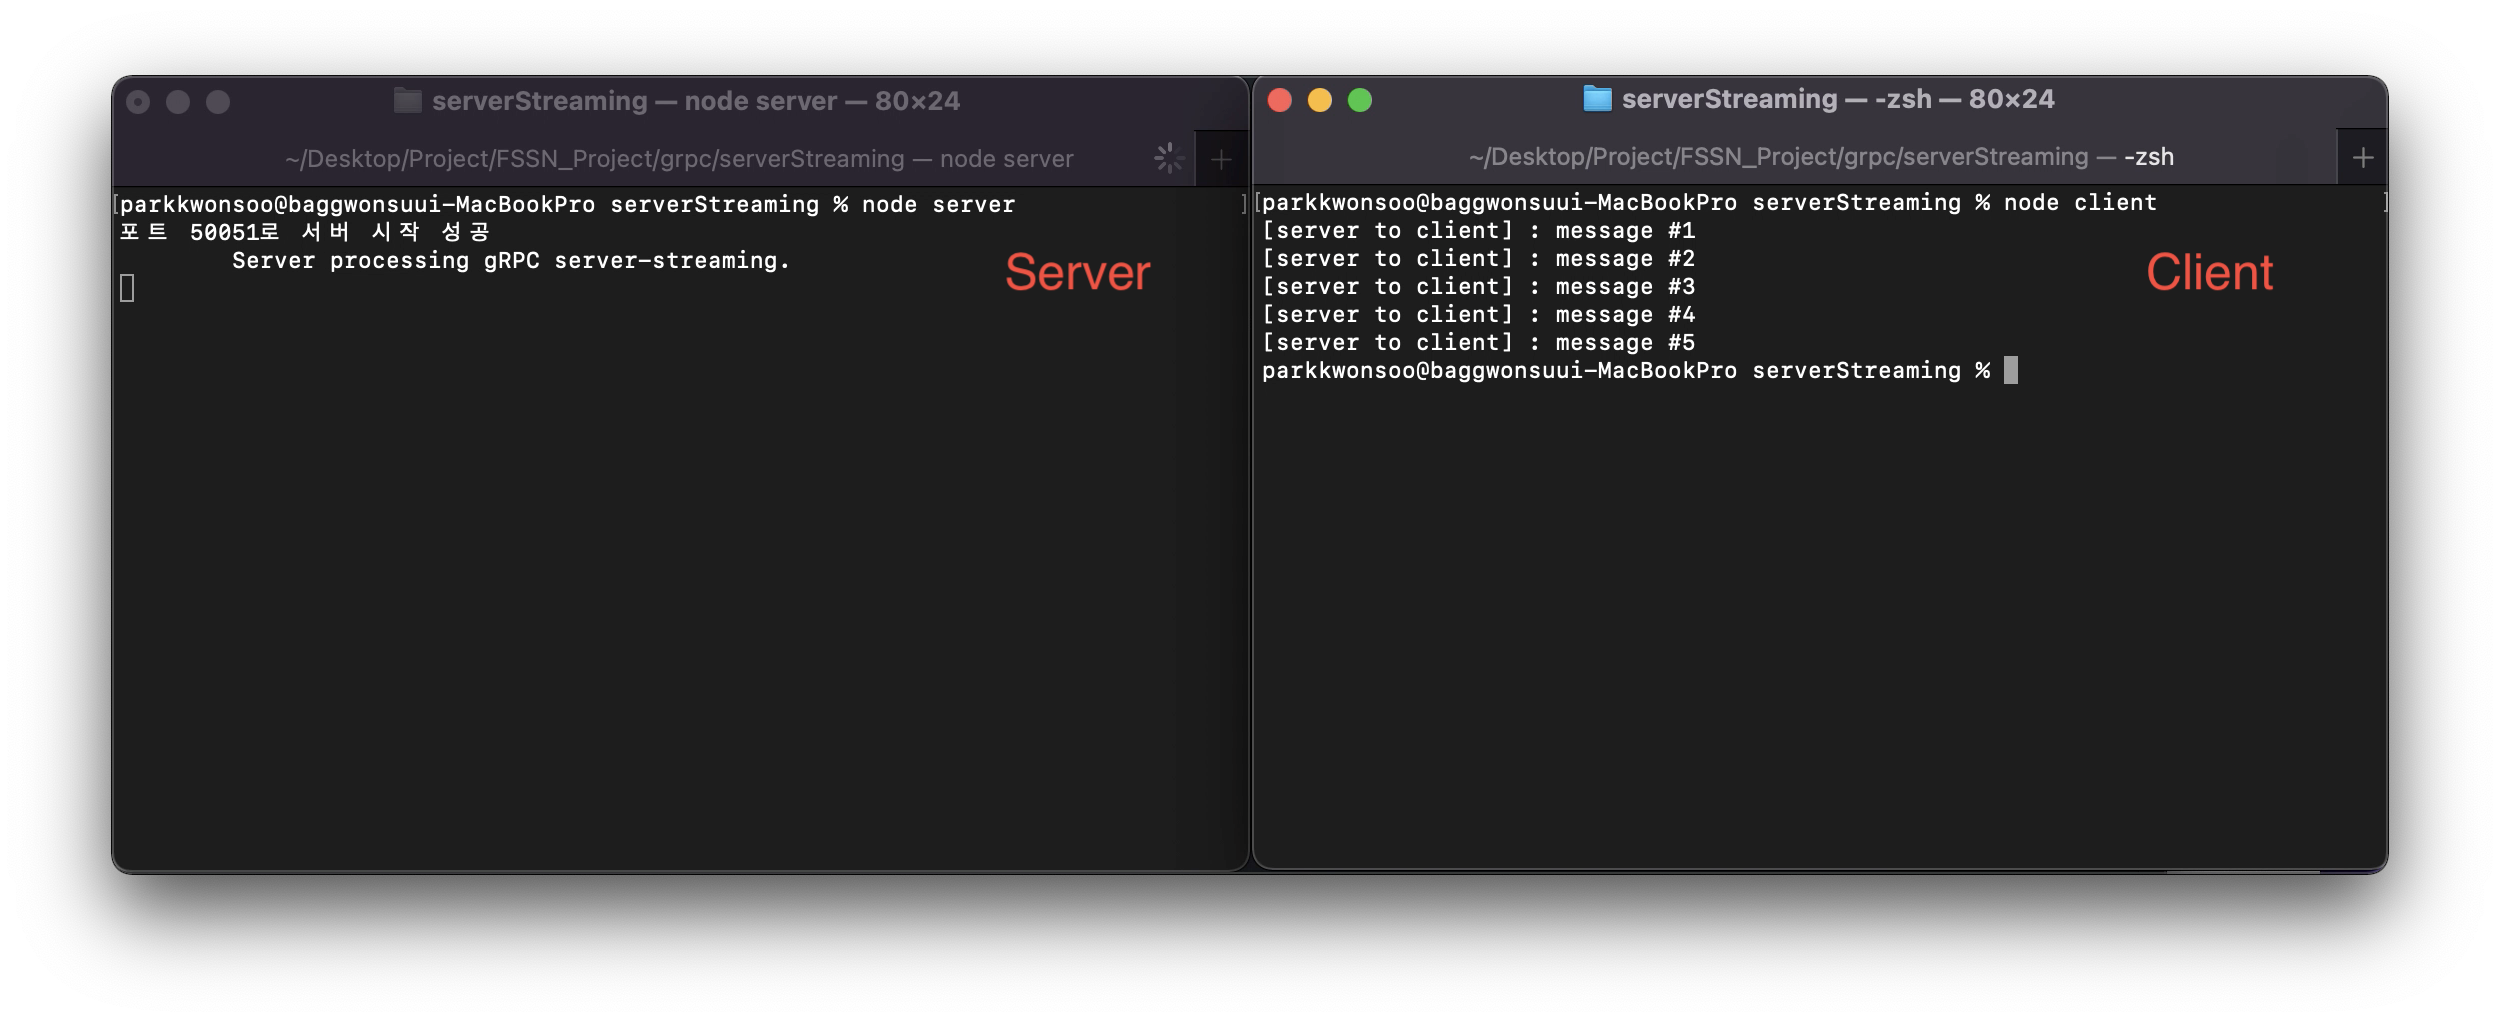 serverStreaming — node server — 80×24
~/Desktop/Project/FSSN_Project/grpc/serverStreaming — node server
[parkkwonsoo@baggwonsuui-MacBookPro serverStreaming % node server ]
포트 50051로 서버 시작 성공
Server processing gRPC server-streaming.
Server
serverStreaming — -zsh — 80×24
~/Desktop/Project/FSSN_Project/grpc/serverStreaming — -zsh
[parkkwonsoo@baggwonsuui-MacBookPro serverStreaming % node client ]
[server to client] : message #1
[server to client] : message #2
[server to client] : message #3
[server to client] : message #4
[server to client] : message #5
parkkwonsoo@baggwonsuui-MacBookPro serverStreaming %
Client